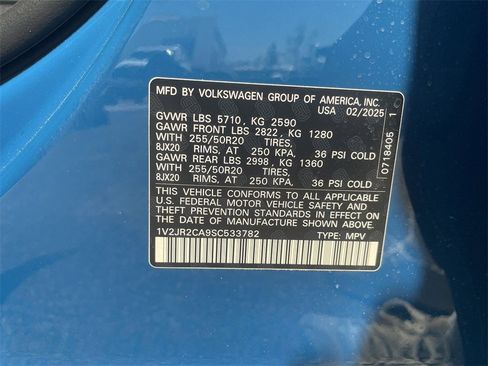 MFD BY VOLKSWAGEN GROUP OF AMERICA, INC.
USA 02/2025
GVWR LBS 5710, KG 2590
GAWR FRONT LBS 2822, KG 1280
WITH 255/50R20 TIRES,
8JX20 RIMS, AT 250 KPA, 36 PSI COLD
GAWR REAR LBS 2998, KG 1360
WITH 255/50R20 TIRES,
8JX20 RIMS, AT 250 KPA, 36 PSI COLD
THIS VEHICLE CONFORMS TO ALL APPLICABLE
U.S. FEDERAL MOTOR VEHICLE SAFETY AND
THEFT PREVENTION STANDARDS IN EFFECT ON
THE DATE OF MANUFACTURE SHOWN ABOVE.
1V2JR2CA9SC533782 TYPE: MPV
0718405 1